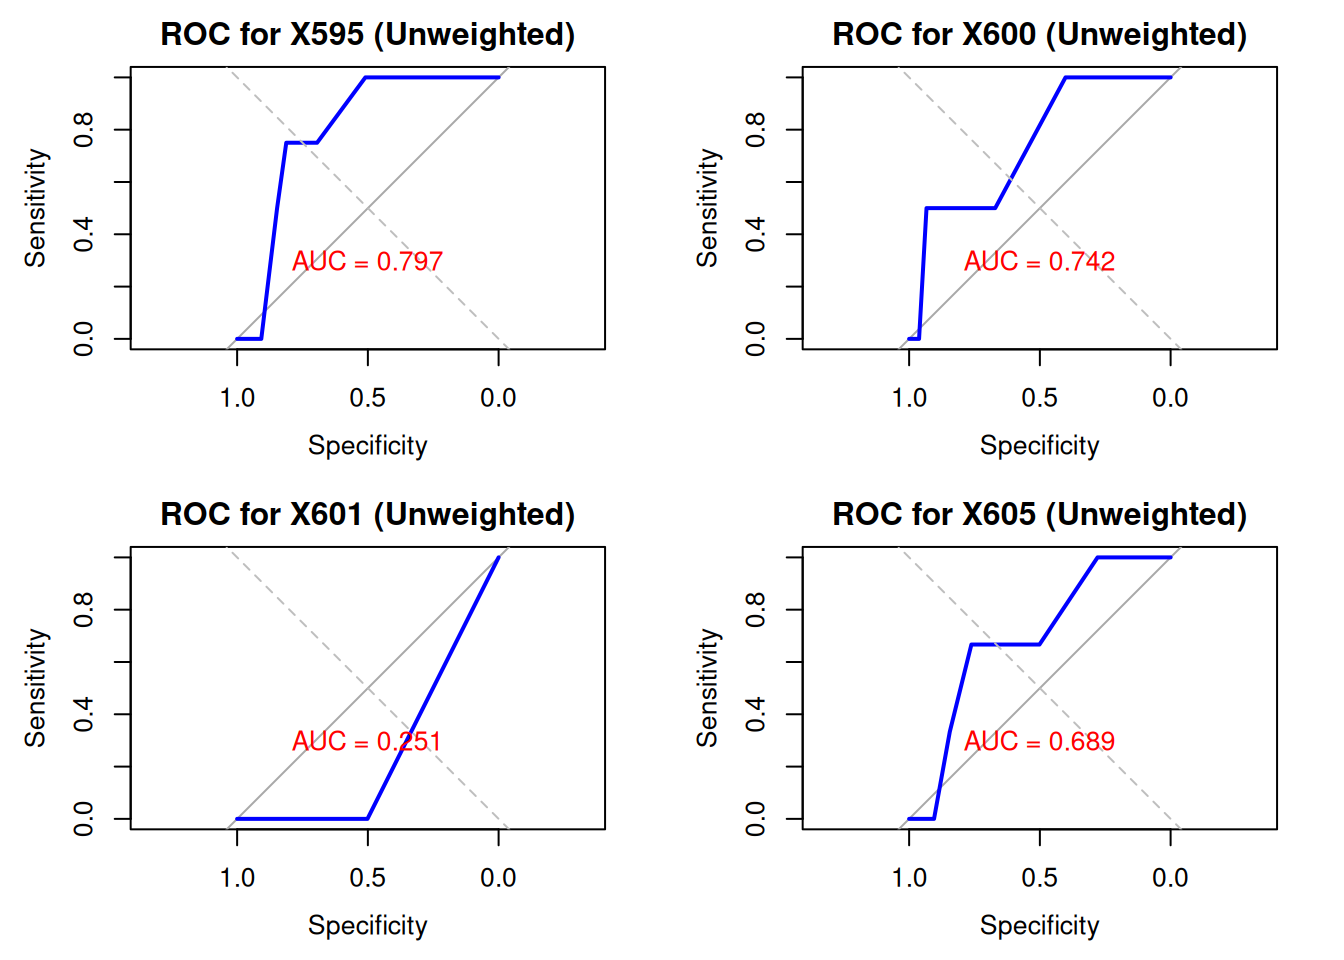 ROC for X595 (Unweighted)
Sensitivity
0.0 0.4 0.8
AUC = 0.797
1.0 0.5 0.0
Specificity
ROC for X600 (Unweighted)
Sensitivity
0.0 0.4 0.8
AUC = 0.742
1.0 0.5 0.0
Specificity
ROC for X601 (Unweighted)
Sensitivity
0.0 0.4 0.8
AUC = 0.251
1.0 0.5 0.0
Specificity
ROC for X605 (Unweighted)
Sensitivity
0.0 0.4 0.8
AUC = 0.689
1.0 0.5 0.0
Specificity